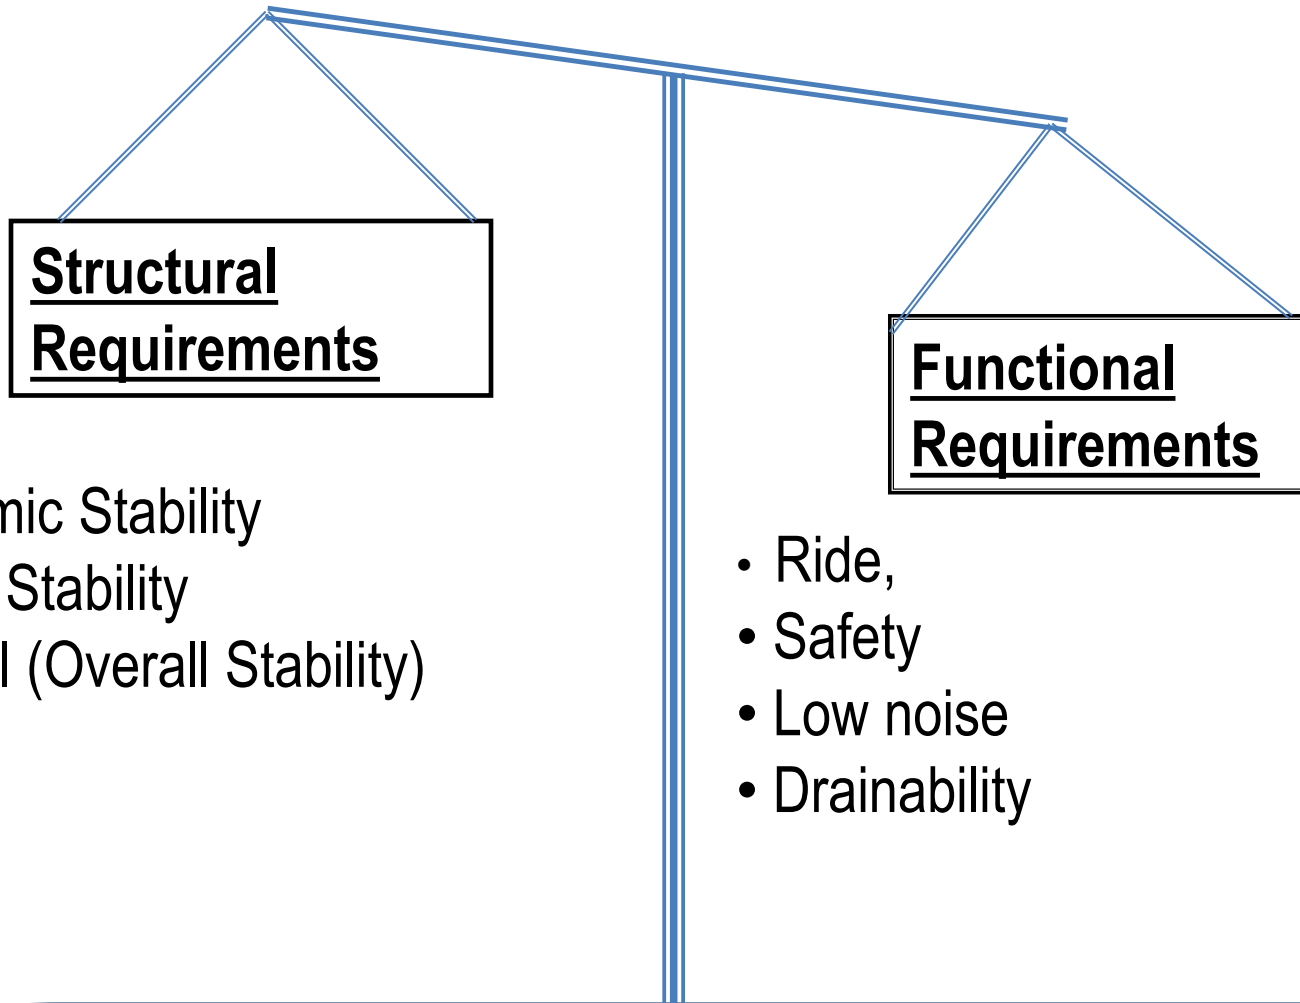 Structural
Requirements
mic Stability
Stability
l (Overall Stability)
Functional
Requirements
• Ride,
• Safety
• Low noise
• Drainability